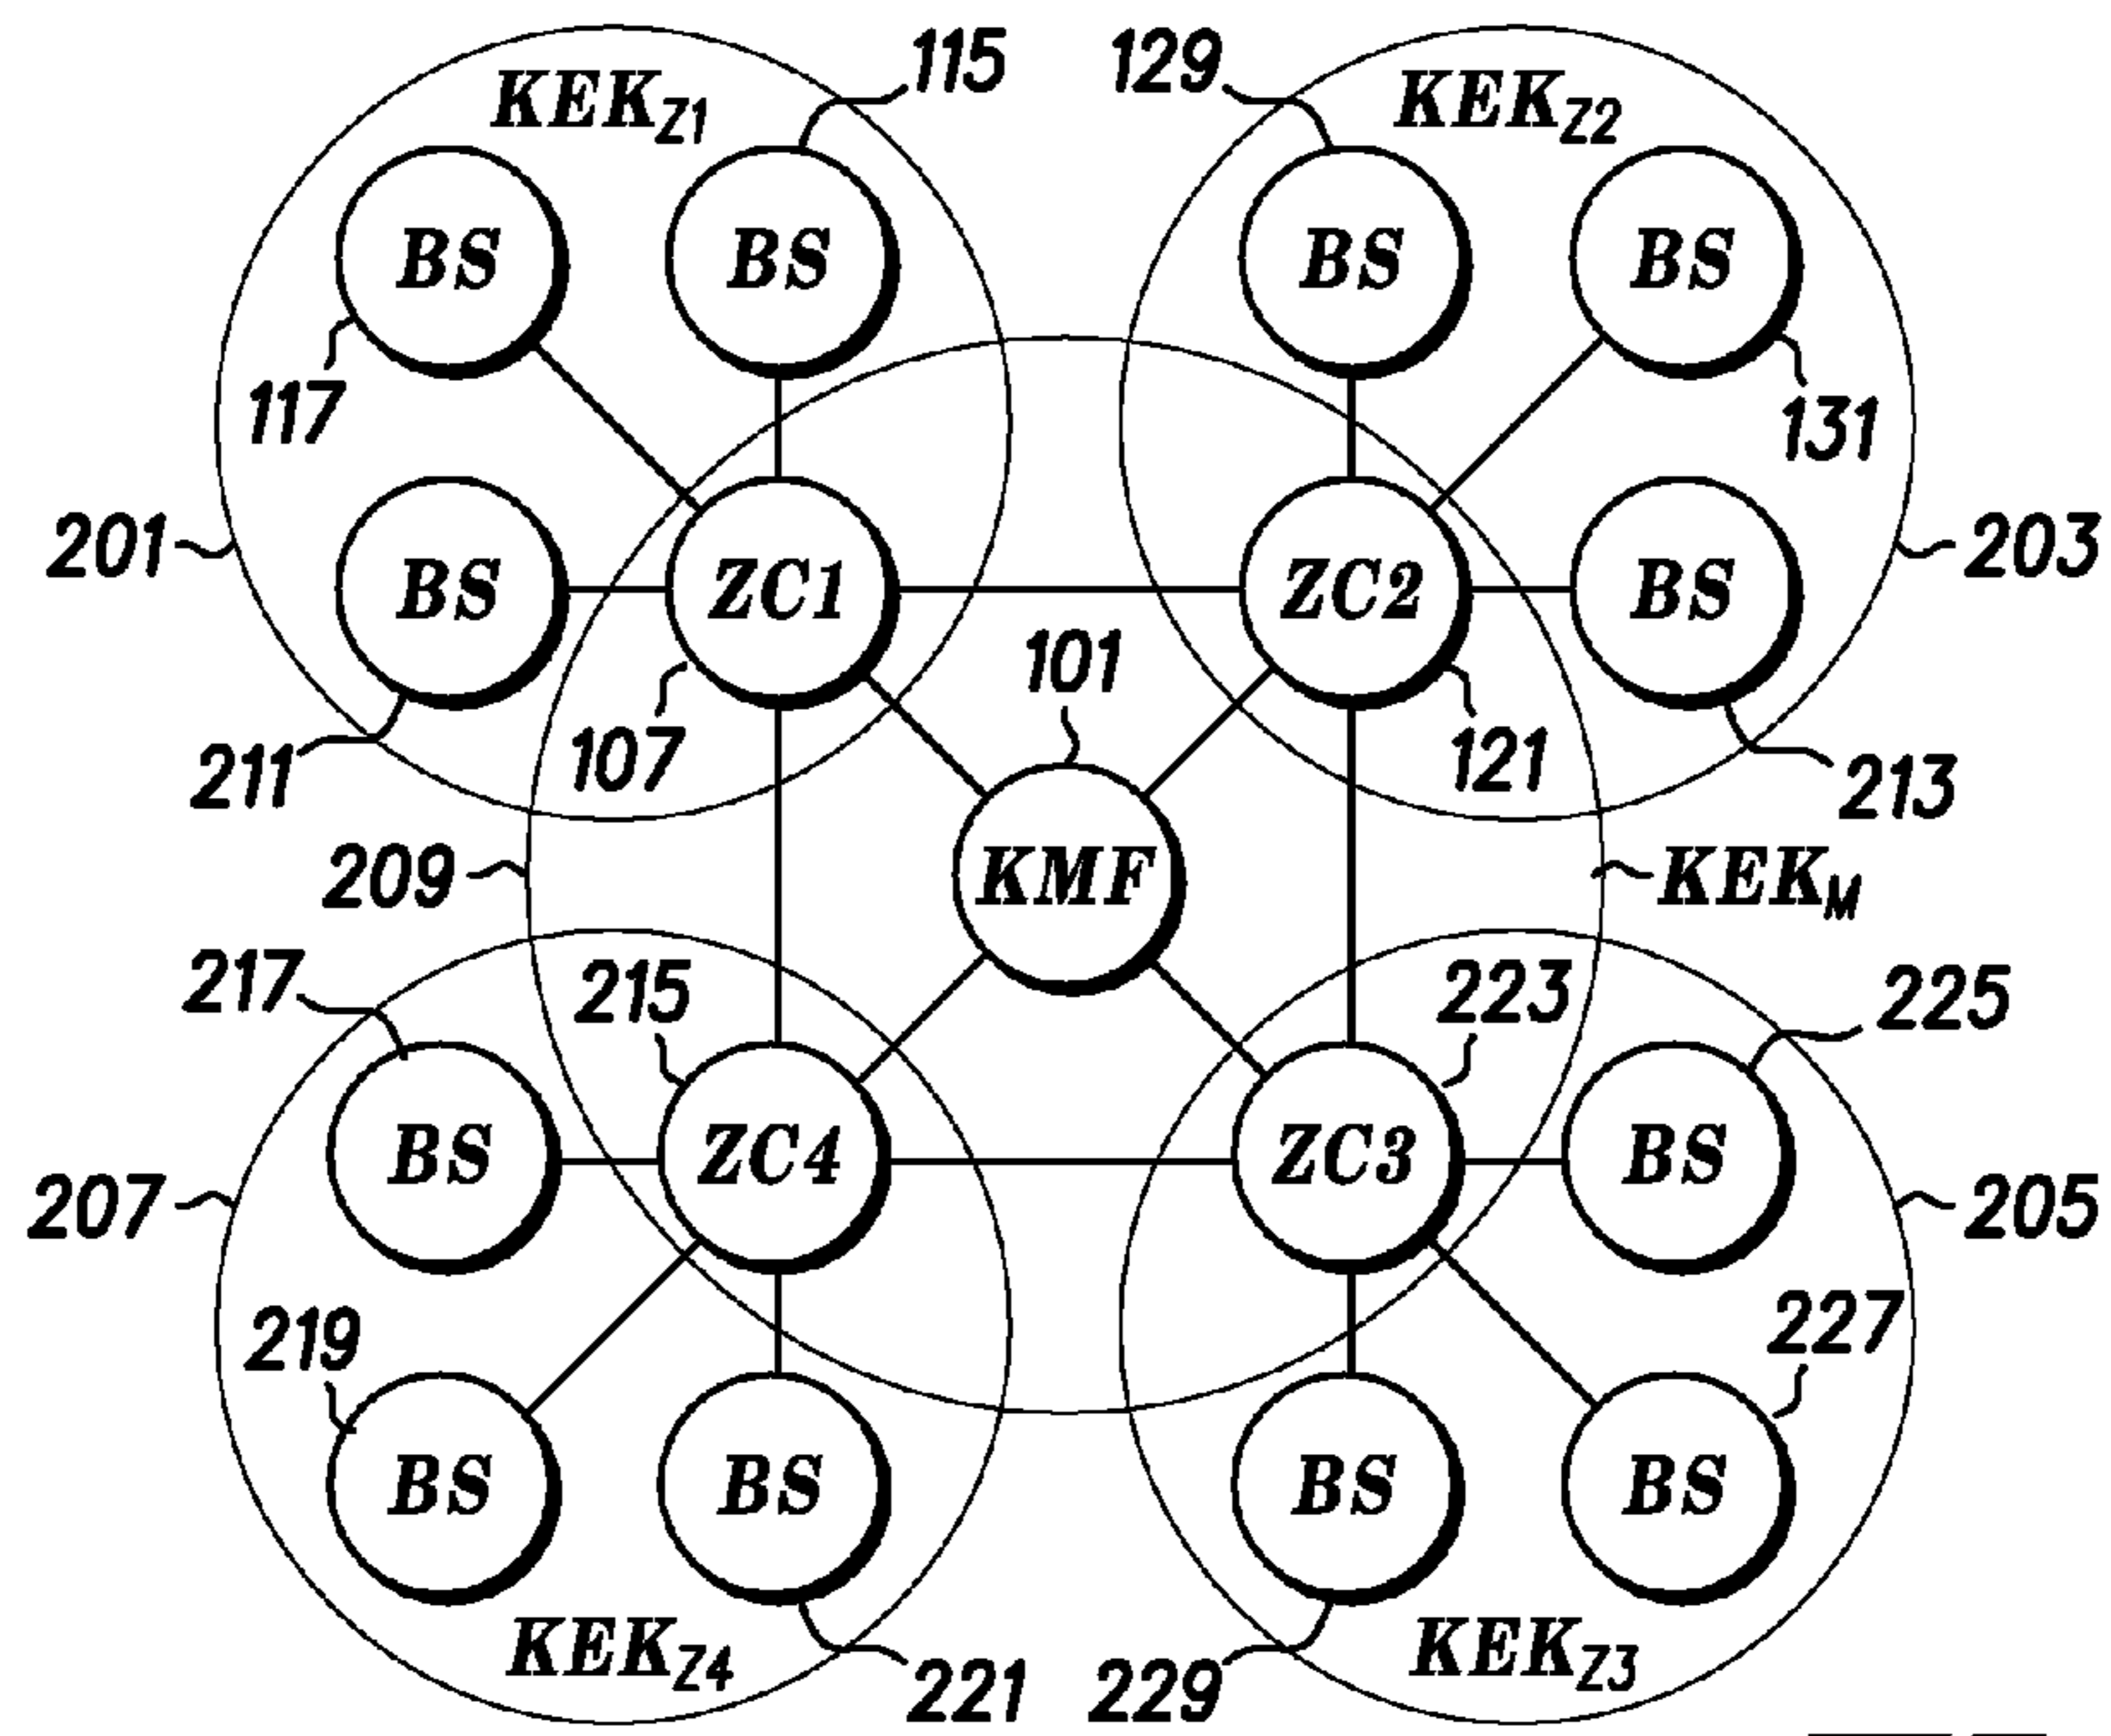 115 129
KEKZ1 KEKZ2
BS BS BS BS
117 131
201 BS ZC1 ZC2 BS 203
101
211 107 121 213
209 KMF KEKM
217 215 223 225
207 BS ZC4 ZC3 BS 205
219 227
BS BS BS BS
KEKZ4 221 229 KEKZ3